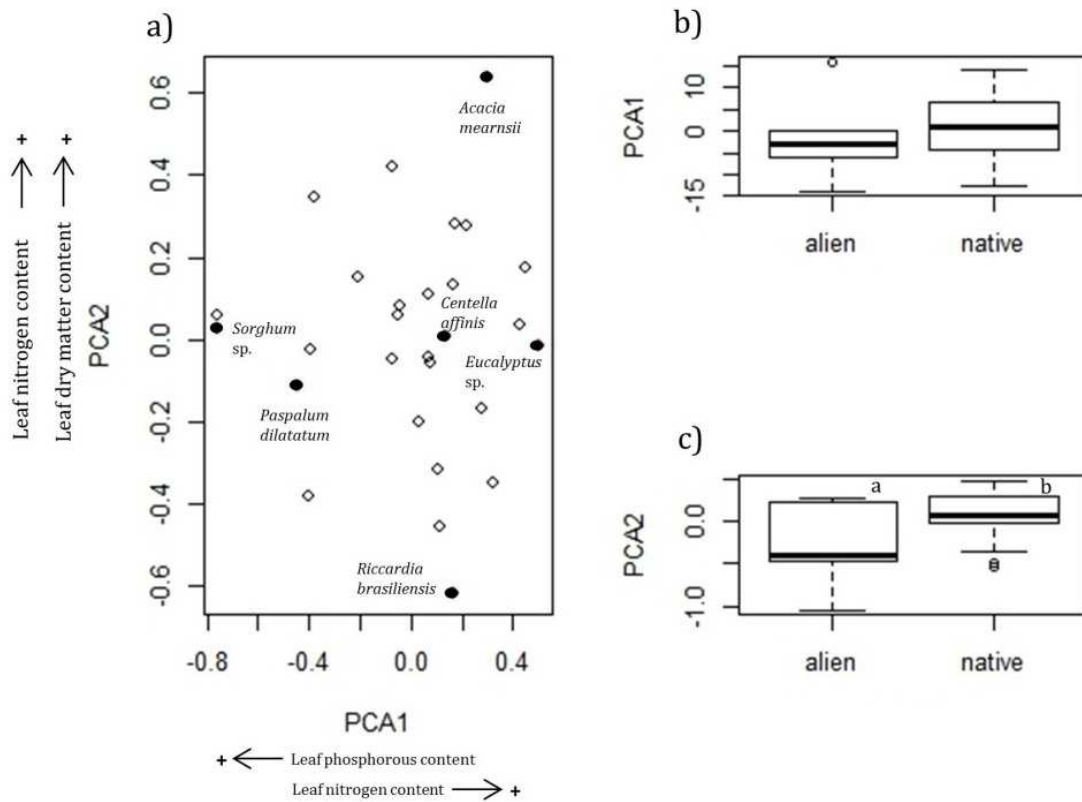 a)
0.6
0.4
0.2
0.0
-0.2
-0.4
-0.6
Leaf nitrogen content
+
Leaf dry matter content
+
PCA2
Acacia
mearnsii
Centella
affinis
Sorghum
sp.
Eucalyptus
sp.
Paspalum
dilatatum
Riccardia
brasiliensis
-0.8
-0.4
0.0
0.4
PCA1
+ Leaf phosphorous content
Leaf nitrogen content +
b)
PCA1
10
0
-15
alien
native
c)
PCA2
0.0
-1.0
a
b
alien
native